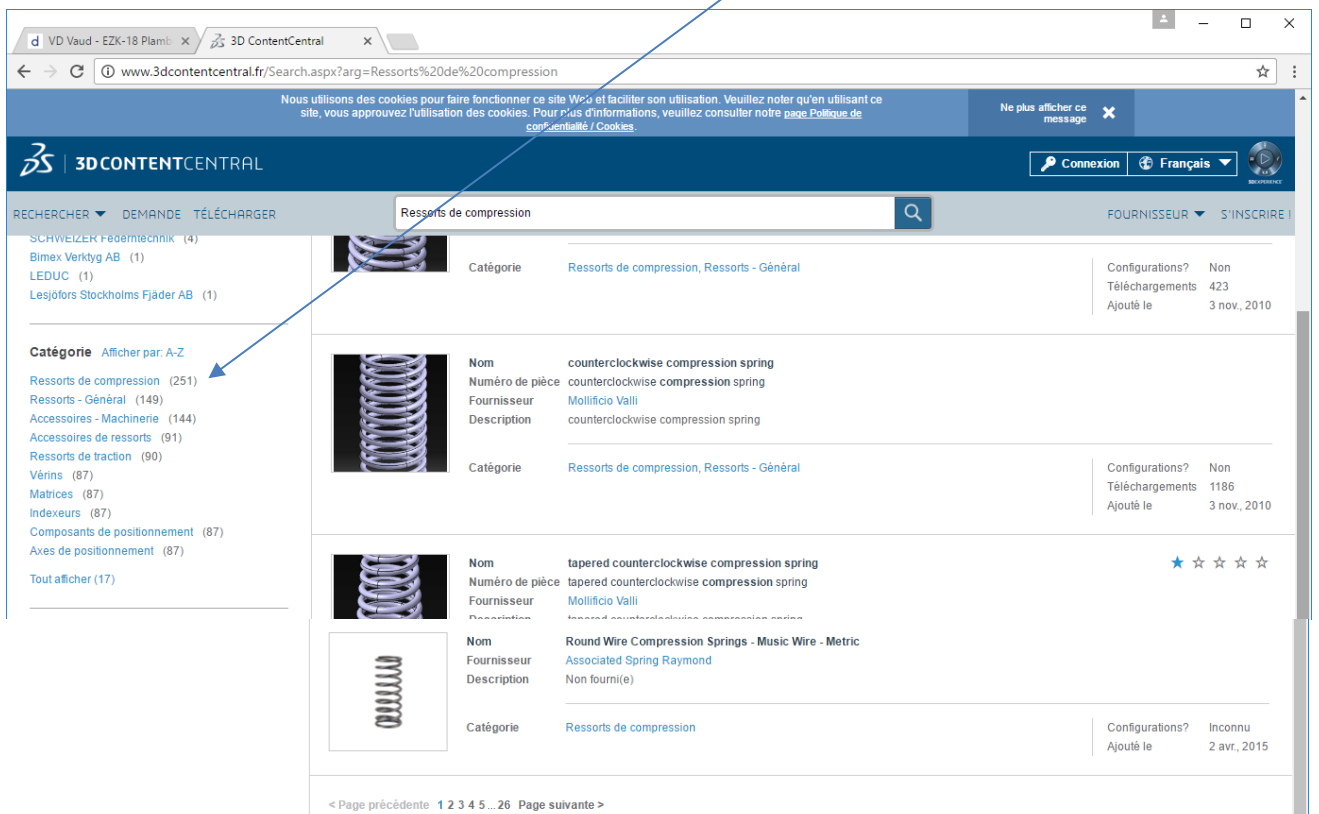 VD Vaud - EZK-18 Plamb
3D ContentCentral
www.3dcontentcentral.fr/Search.aspx?arg=Ressorts%20de%20compression
Nous utilisons des cookies pour faire fonctionner ce site Web et faciliter son utilisation. Veuillez noter qu'en utilisant ce
site, vous approuvez l'utilisation des cookies. Pour plus d'informations, veuillez consulter notre page Politique de
confidentialité / Cookies.
Ne plus afficher ce
message
3DCONTENTCENTRAL
Connexion
Français
3DEXPERIENCE
RECHERCHER
DEMANDE
TÉLÉCHARGER
Ressorts de compression
FOURNISSEUR
S'INSCRIRE !
SCHWEIZER Federntechnik (4)
Bimex Verktyg AB (1)
LEDUC (1)
Lesjöfors Stockholms Fjäder AB (1)
Catégorie Afficher par: A-Z
Ressorts de compression (251)
Ressorts - Général (149)
Accessoires - Machinerie (144)
Accessoires de ressorts (91)
Ressorts de traction (90)
Vérins (87)
Matrices (87)
Indexeurs (87)
Composants de positionnement (87)
Axes de positionnement (87)
Tout afficher (17)
Catégorie Ressorts de compression, Ressorts - Général
Configurations? Non
Téléchargements 423
Ajouté le 3 nov., 2010
Nom counterclockwise compression spring
Numéro de pièce counterclockwise compression spring
Fournisseur Mollificio Valli
Description counterclockwise compression spring
Catégorie Ressorts de compression, Ressorts - Général
Configurations? Non
Téléchargements 1186
Ajouté le 3 nov., 2010
Nom tapered counterclockwise compression spring
Numéro de pièce tapered counterclockwise compression spring
Fournisseur Mollificio Valli
Description tapered counterclockwise compression spring
Nom Round Wire Compression Springs - Music Wire - Metric
Fournisseur Associated Spring Raymond
Description Non fourni(e)
Catégorie Ressorts de compression
Configurations? Inconnu
Ajouté le 2 avr., 2015
< Page précédente 1 2 3 4 5 ... 26 Page suivante >